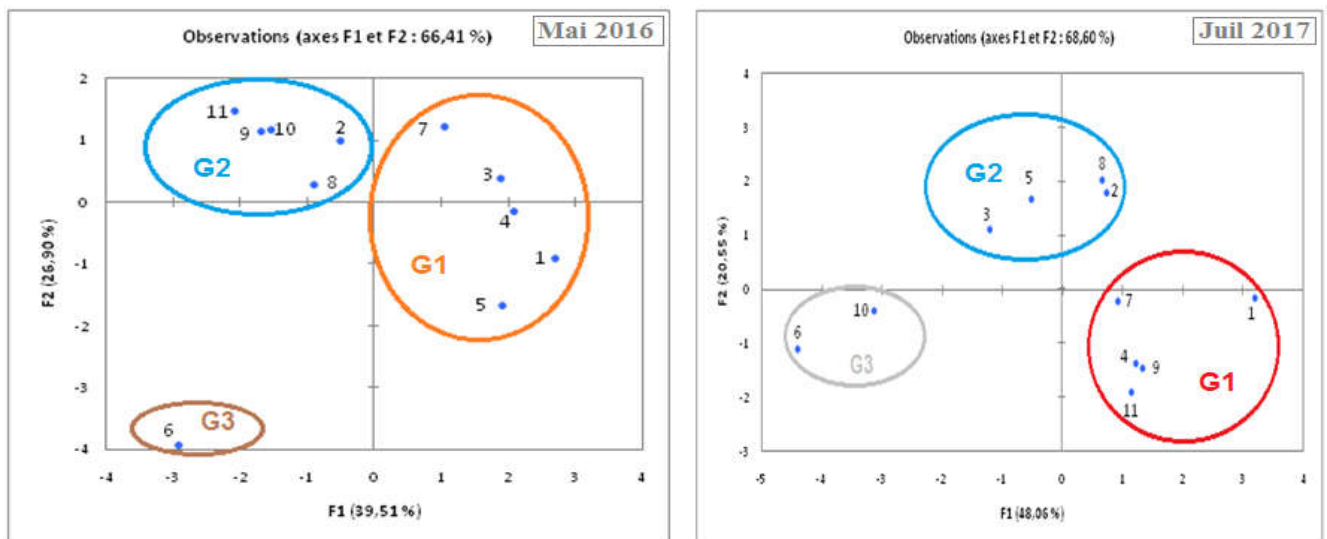 Observations (axes F1 et F2 : 66,41 %)
Mai 2016
F2 (26,90 %)
2
1
0
-1
-2
-3
-4
11
9
10
2
8
G2
7
3
4
1
5
G1
G3
6
-4 -3 -2 -1 0 1 2 3 4
F1 (39,51 %)
Observations (axes F1 et F2 : 68,60 %)
Juil 2017
F2 (20,55 %)
4
3
2
1
0
-1
-2
-3
G2
5
8
2
3
10
6
G3
7
1
4
9
11
G1
-5 -4 -3 -2 -1 0 1 2 3 4
F1 (48,06 %)